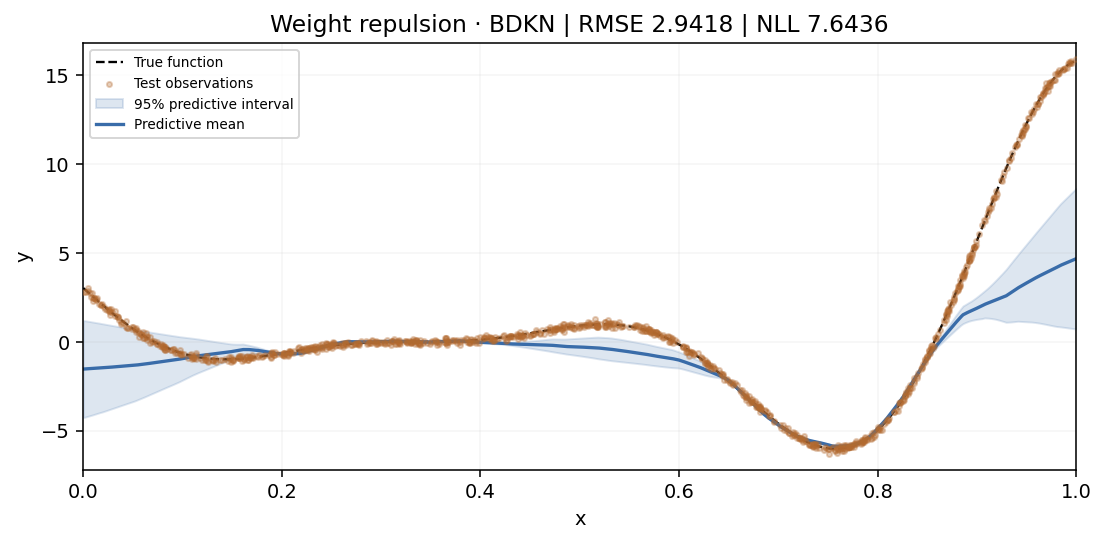 Weight repulsion · BDKN | RMSE 2.9418 | NLL 7.6436
True function
Test observations
95% predictive interval
Predictive mean
15
10
5
0
−5
y
0.0 0.2 0.4 0.6 0.8 1.0
x